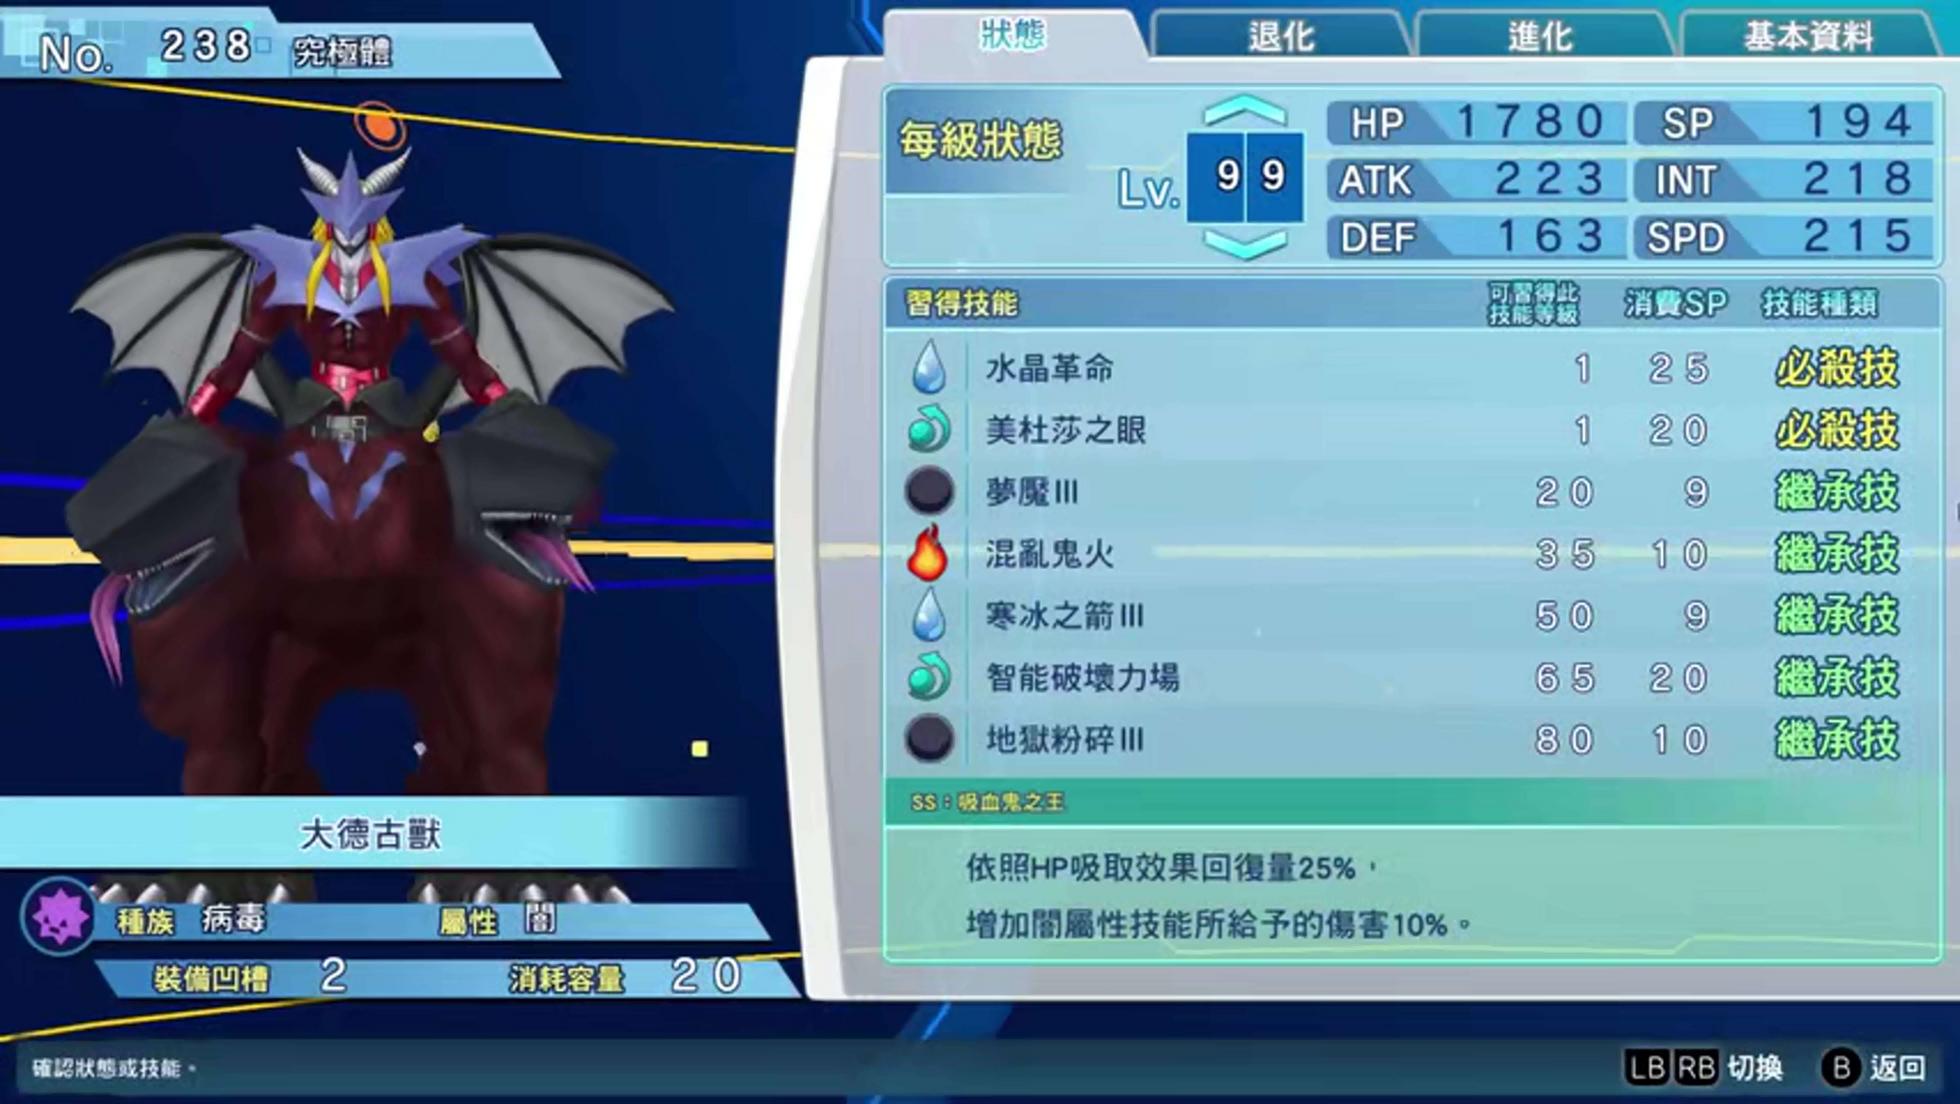 No. 238 究極體
狀態 退化 進化 基本資料
每級狀態
Lv. 99
HP 1780 SP 194
ATK 223 INT 218
DEF 163 SPD 215
習得技能 可習得此技能等級 消費SP 技能種類
水晶革命 1 25 必殺技
美杜莎之眼 1 20 必殺技
夢魘III 20 9 繼承技
混亂鬼火 35 10 繼承技
寒冰之箭III 50 9 繼承技
智能破壞力場 65 20 繼承技
地獄粉碎III 80 10 繼承技
SS：吸血鬼之王
依照HP吸取效果回復量25%，
增加闇屬性技能所給予的傷害10%。
大德古獸
種族 病毒 屬性 闇
裝備凹槽 2 消耗容量 20
確認狀態或技能。
LB RB 切換 B 返回